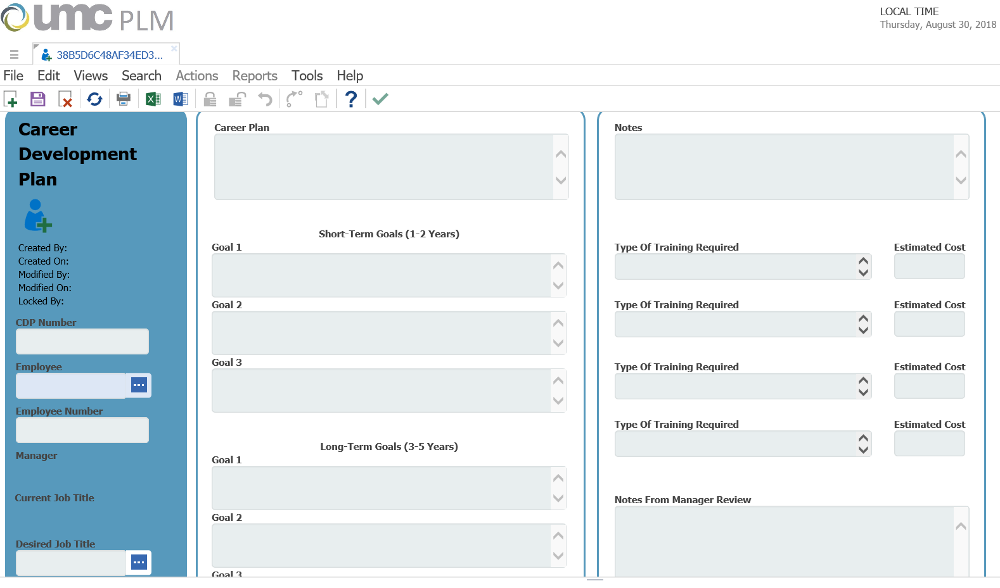 umc PLM
LOCAL TIME
Thursday, August 30, 2018
38B5D6C48AF34ED3...
File Edit Views Search Actions Reports Tools Help
Career
Development
Plan
Created By:
Created On:
Modified By:
Modified On:
Locked By:
CDP Number
Employee
Employee Number
Manager
Current Job Title
Desired Job Title
Career Plan
Short-Term Goals (1-2 Years)
Goal 1
Goal 2
Goal 3
Long-Term Goals (3-5 Years)
Goal 1
Goal 2
Goal 3
Notes
Type Of Training Required Estimated Cost
Type Of Training Required Estimated Cost
Type Of Training Required Estimated Cost
Type Of Training Required Estimated Cost
Notes From Manager Review